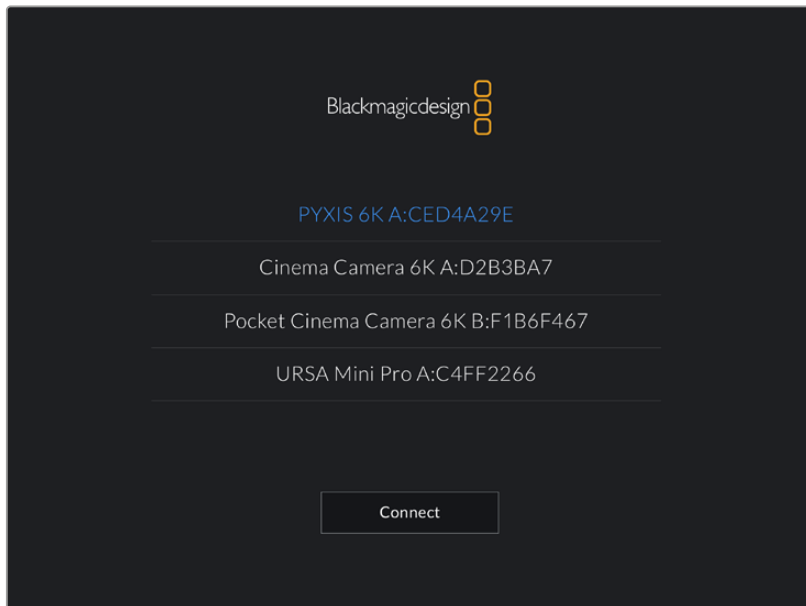 Blackmagicdesign
PYXIS 6K A:CED4A29E
Cinema Camera 6K A:D2B3BA7
Pocket Cinema Camera 6K B:F1B6F467
URSA Mini Pro A:C4FF2266
Connect